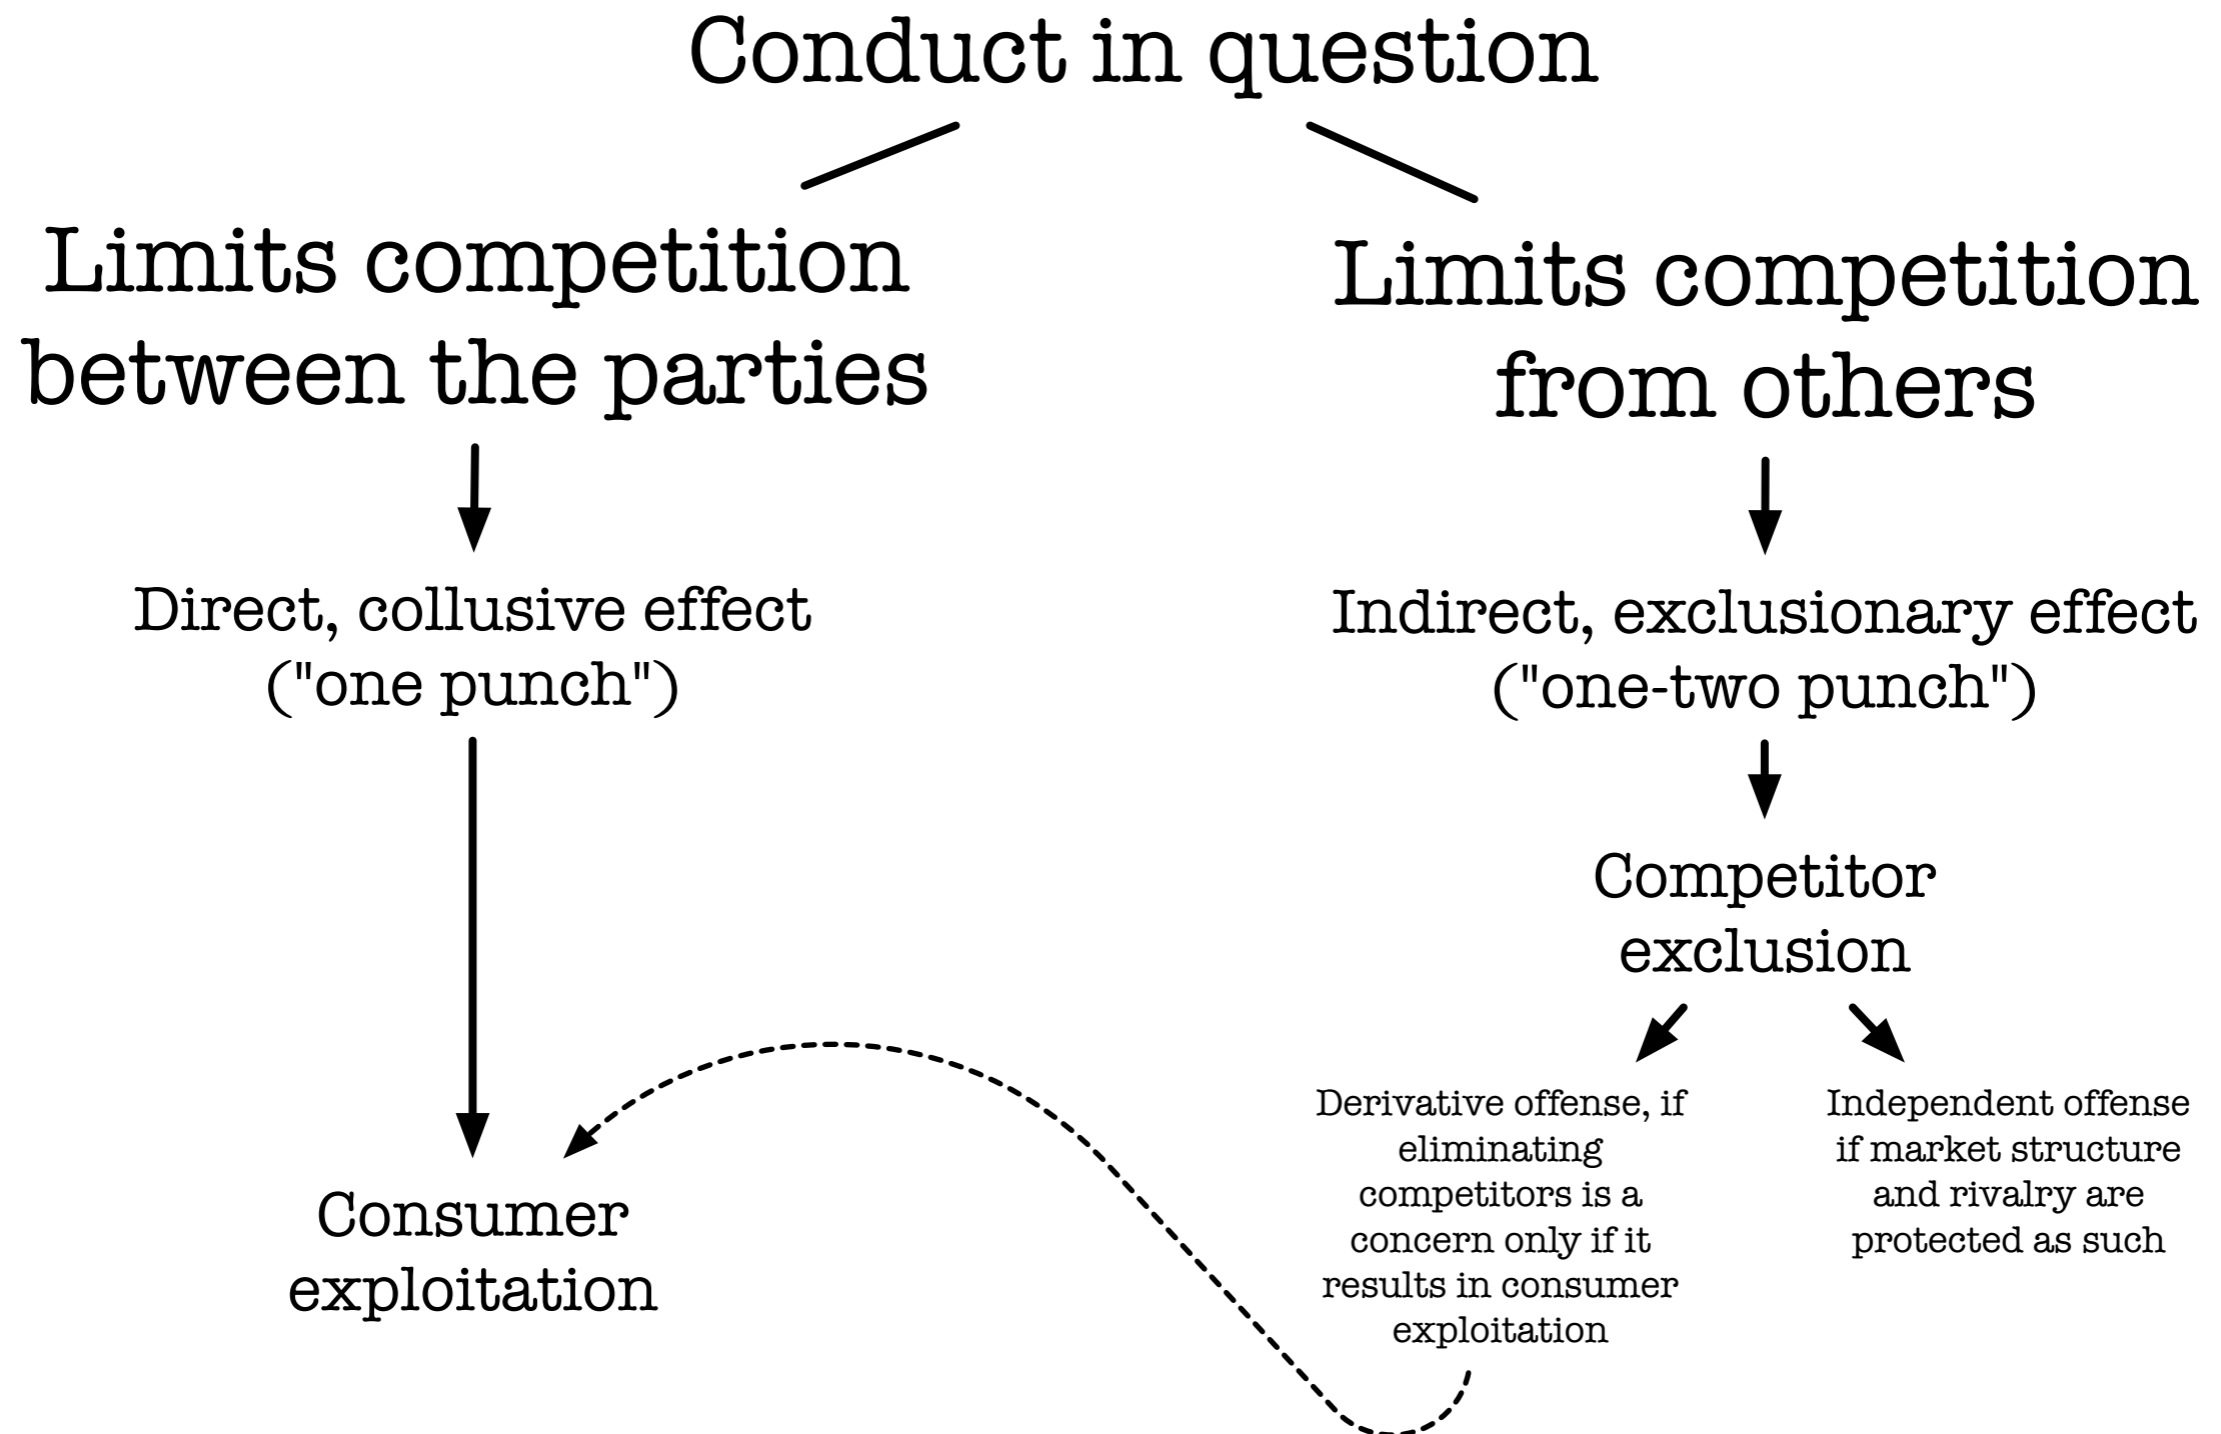 Conduct in question
Limits competition
between the parties
Direct, collusive effect
("one punch")
Consumer
exploitation
Limits competition
from others
Indirect, exclusionary effect
("one-two punch")
Competitor
exclusion
Derivative offense, if
eliminating
competitors is a
concern only if it
results in consumer
exploitation
Independent offense
if market structure
and rivalry are
protected as such